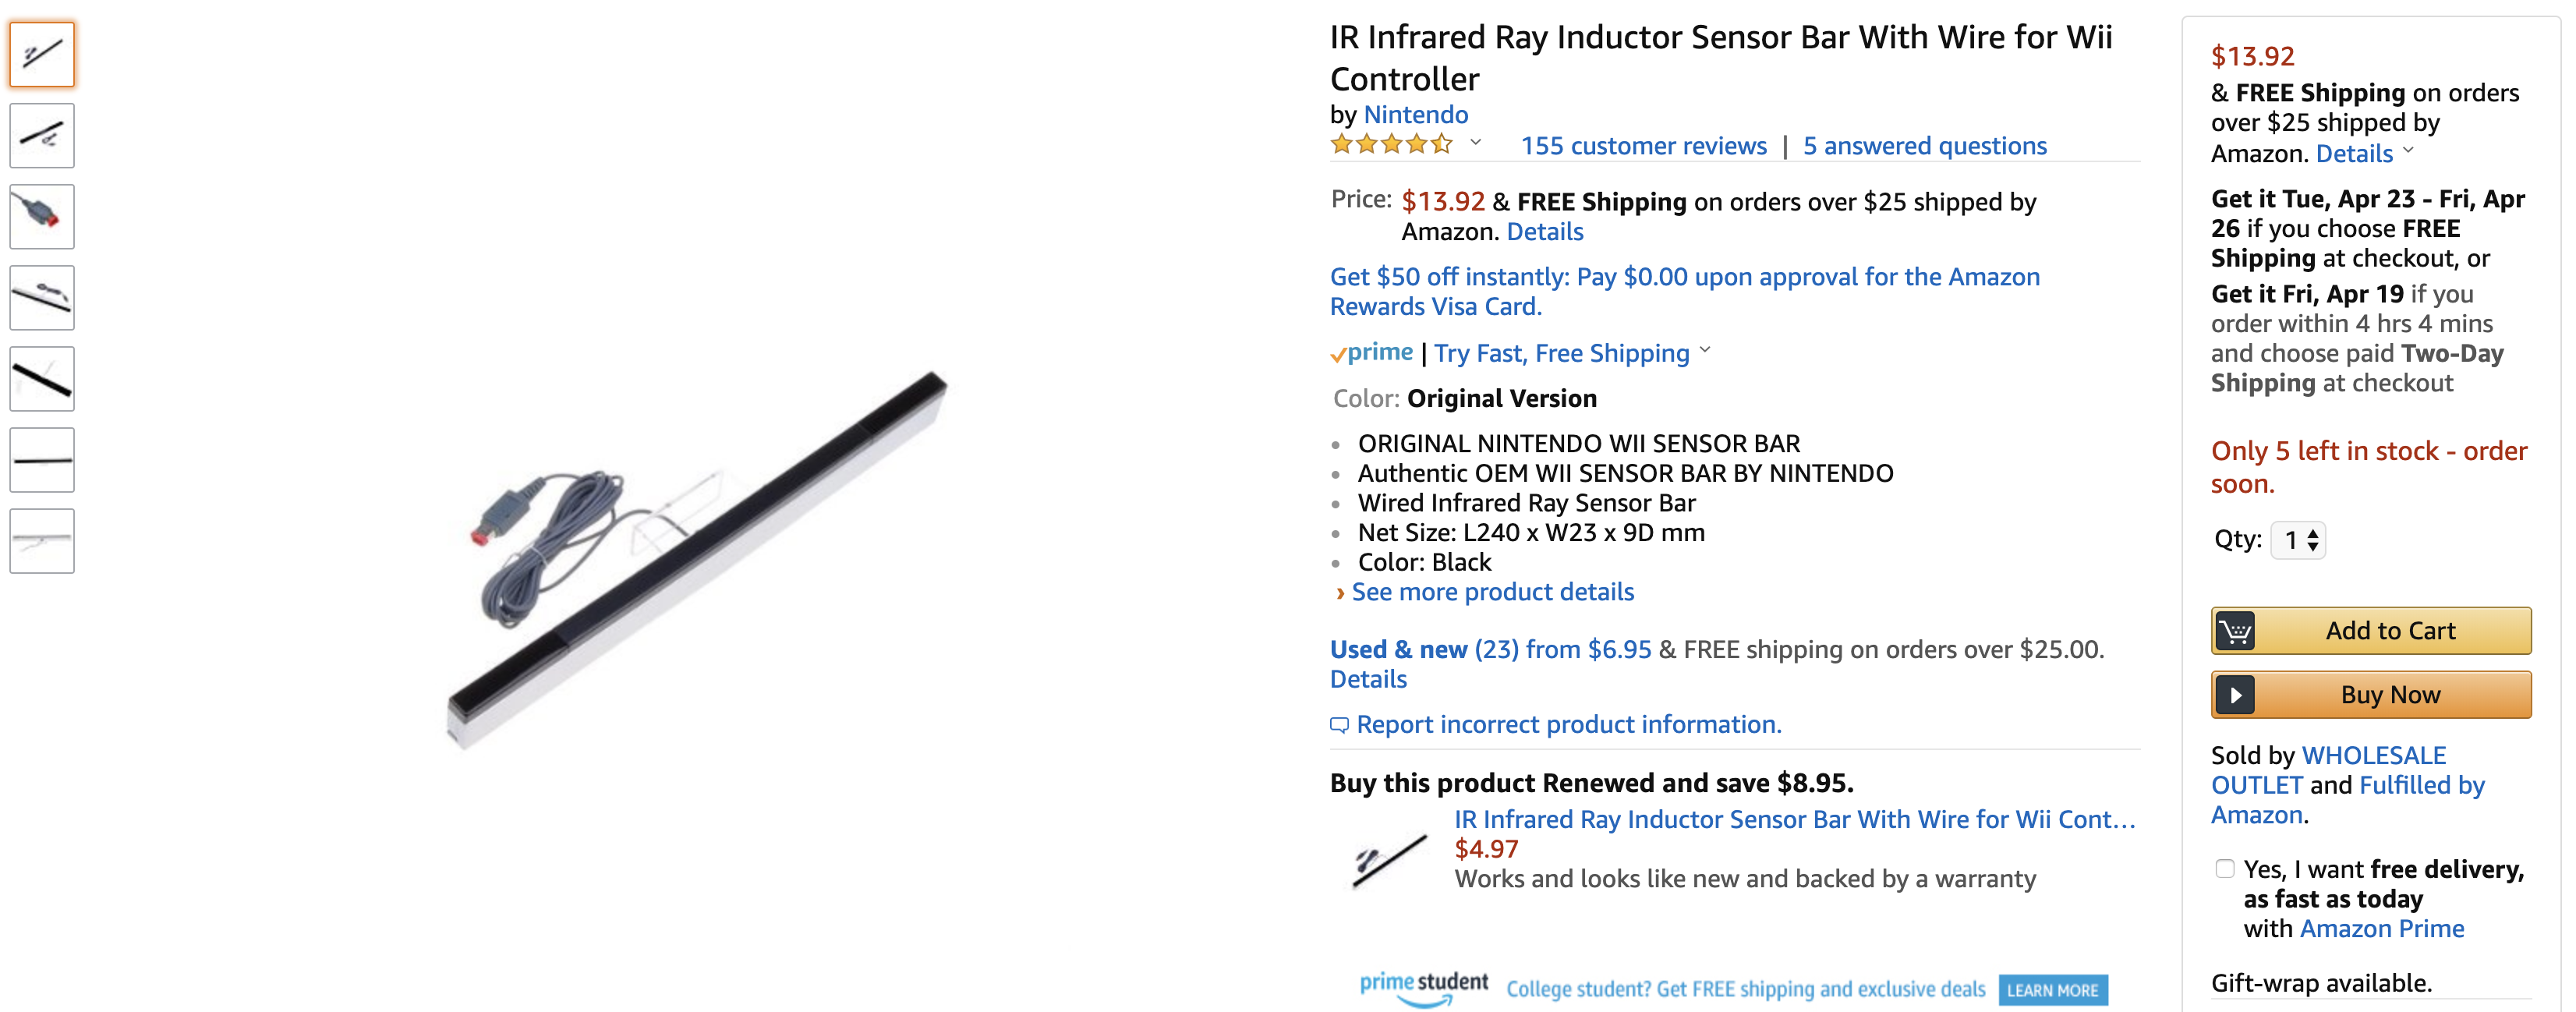 IR Infrared Ray Inductor Sensor Bar With Wire for Wii
Controller
by Nintendo
155 customer reviews | 5 answered questions
Price: $13.92 & FREE Shipping on orders over $25 shipped by
Amazon. Details
Get $50 off instantly: Pay $0.00 upon approval for the Amazon
Rewards Visa Card.
prime | Try Fast, Free Shipping
Color: Original Version
ORIGINAL NINTENDO WII SENSOR BAR
Authentic OEM WII SENSOR BAR BY NINTENDO
Wired Infrared Ray Sensor Bar
Net Size: L240 x W23 x 9D mm
Color: Black
› See more product details
Used & new (23) from $6.95 & FREE shipping on orders over $25.00.
Details
Report incorrect product information.
Buy this product Renewed and save $8.95.
IR Infrared Ray Inductor Sensor Bar With Wire for Wii Cont...
$4.97
Works and looks like new and backed by a warranty
prime student College student? Get FREE shipping and exclusive deals LEARN MORE
$13.92
& FREE Shipping on orders
over $25 shipped by
Amazon. Details
Get it Tue, Apr 23 - Fri, Apr
26 if you choose FREE
Shipping at checkout, or
Get it Fri, Apr 19 if you
order within 4 hrs 4 mins
and choose paid Two-Day
Shipping at checkout
Only 5 left in stock - order
soon.
Qty: 1
Add to Cart
Buy Now
Sold by WHOLESALE
OUTLET and Fulfilled by
Amazon.
Yes, I want free delivery,
as fast as today
with Amazon Prime
Gift-wrap available.